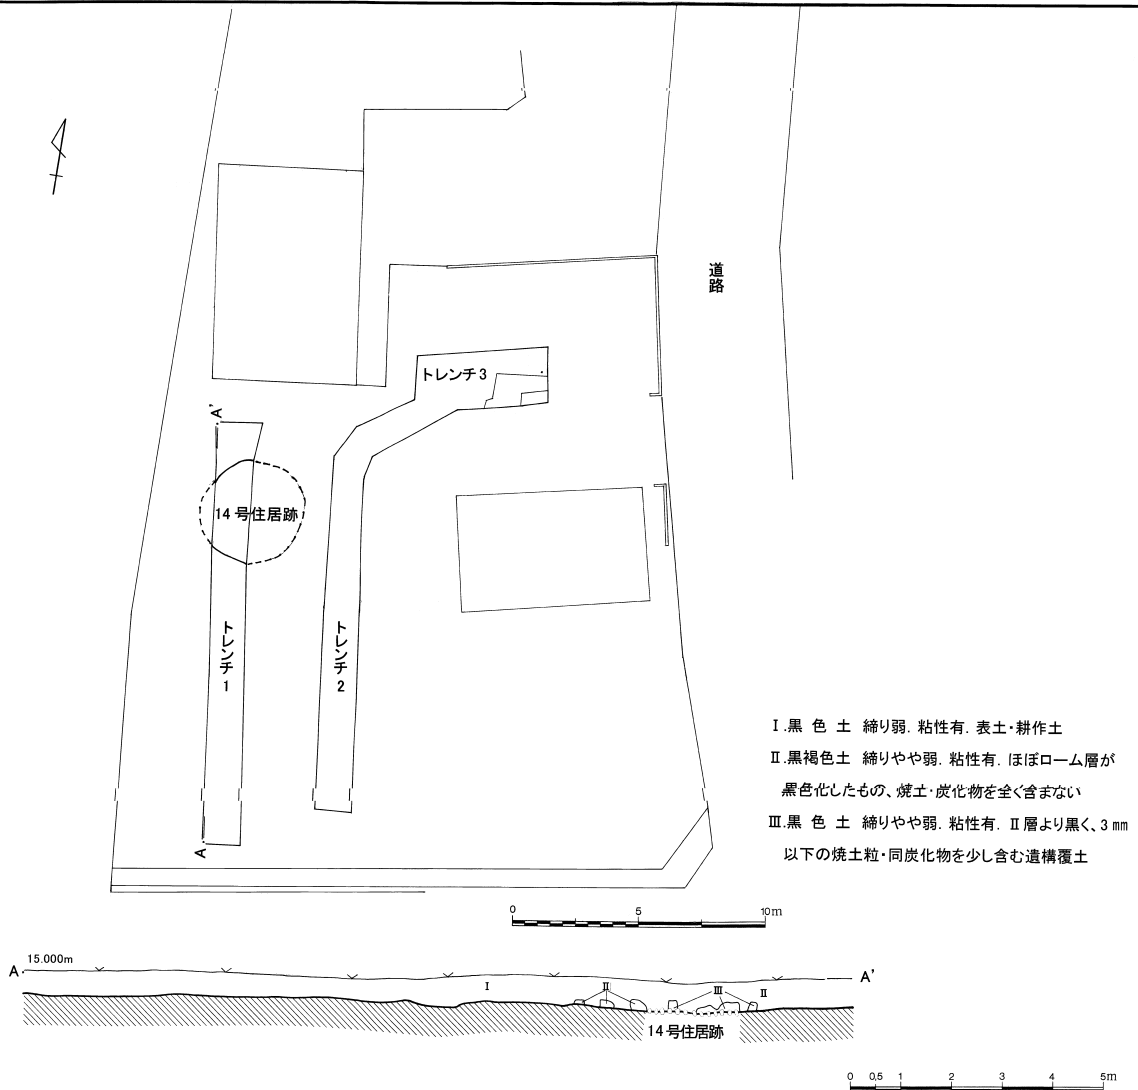 道路
トレンチ3
A'
14号住居跡
トレンチ1
トレンチ2
A
Ⅰ.黒色土 締り弱. 粘性有. 表土・耕作土
Ⅱ.黒褐色土 締りやや弱. 粘性有. ほぼローム層が
黒色化したもの、焼土・炭化物を全く含まない
Ⅲ.黒色土 締りやや弱. 粘性有. Ⅱ層より黒く、3mm
以下の焼土粒・同炭化物を少し含む遺構覆土
0 5 10m
15.000m
A A'
Ⅰ Ⅱ Ⅲ Ⅱ
14号住居跡
0 0.5 1 2 3 4 5m